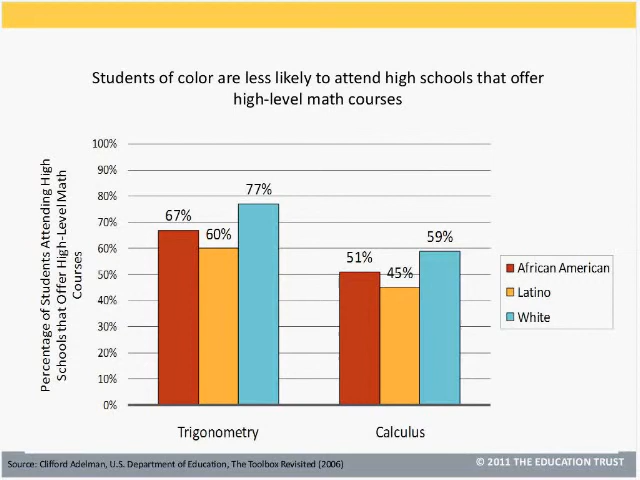 Students of color are less likely to attend high schools that offer
high-level math courses
Percentage of Students Attending High
Schools that Offer High-Level Math
Courses
100%
90%
80%
70%
60%
50%
40%
30%
20%
10%
0%
67%
60%
77%
51%
45%
59%
Trigonometry
Calculus
African American
Latino
White
Source: Clifford Adelman, U.S. Department of Education, The Toolbox Revisited (2006)
© 2011 THE EDUCATION TRUST